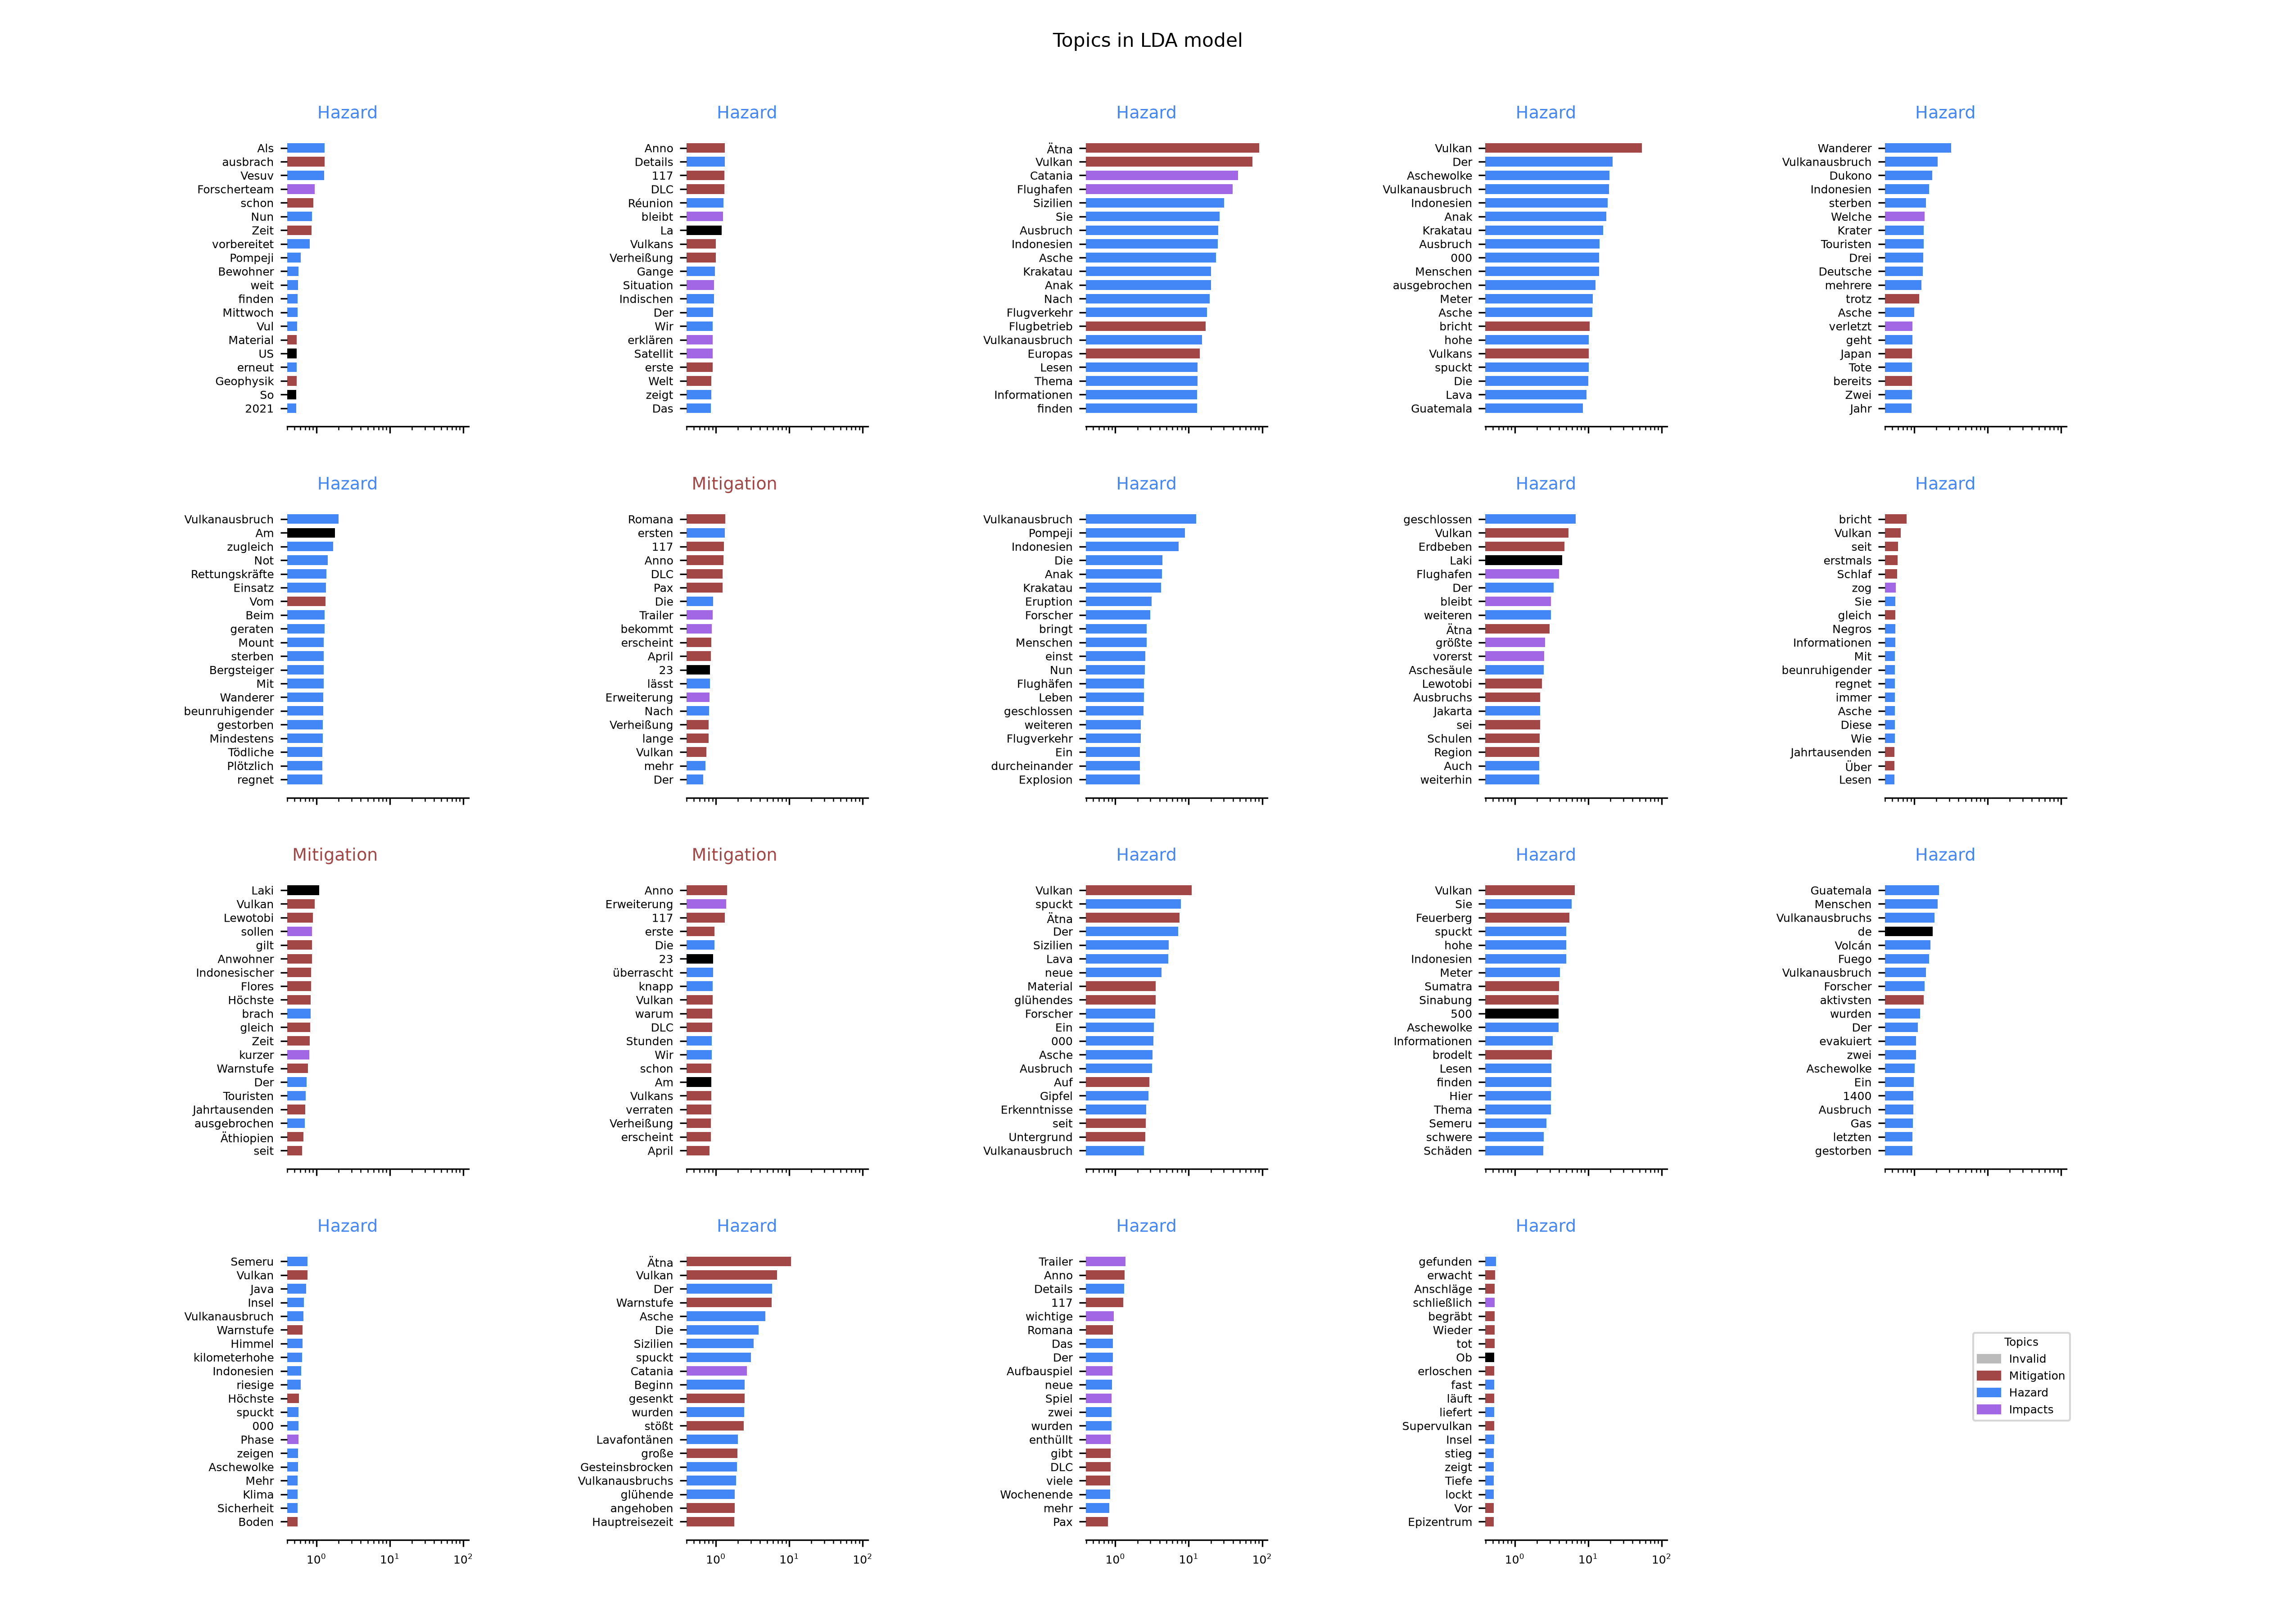 Topics in LDA model
Hazard
Als
ausbrach
Vesuv
Forscherteam
schon
Nun
Zeit
vorbereitet
Pompeji
Bewohner
weit
finden
Mittwoch
Vul
Material
US
erneut
Geophysik
So
2021
Hazard
Anno
Details
117
DLC
Réunion
bleibt
La
Vulkans
Verheißung
Gange
Situation
Indischen
Der
Wir
erklären
Satellit
erste
Welt
zeigt
Das
Hazard
Ätna
Vulkan
Catania
Flughafen
Sizilien
Sie
Ausbruch
Indonesien
Asche
Krakatau
Anak
Nach
Flugverkehr
Flugbetrieb
Vulkanausbruch
Europas
Lesen
Thema
Informationen
finden
Hazard
Vulkan
Der
Aschewolke
Vulkanausbruch
Indonesien
Anak
Krakatau
Ausbruch
000
Menschen
ausgebrochen
Meter
Asche
bricht
hohe
Vulkans
spuckt
Die
Lava
Guatemala
Hazard
Wanderer
Vulkanausbruch
Dukono
Indonesien
sterben
Welche
Krater
Touristen
Drei
Deutsche
mehrere
trotz
Asche
verletzt
geht
Japan
Tote
bereits
Zwei
Jahr
Hazard
Vulkanausbruch
Am
zugleich
Not
Rettungskräfte
Einsatz
Vom
Beim
geraten
Mount
sterben
Bergsteiger
Mit
Wanderer
beunruhigender
gestorben
Mindestens
Tödliche
Plötzlich
regnet
Mitigation
Romana
ersten
117
Anno
DLC
Pax
Die
Trailer
bekommt
erscheint
April
23
lässt
Erweiterung
Nach
Verheißung
lange
Vulkan
mehr
Der
Hazard
Vulkanausbruch
Pompeji
Indonesien
Die
Anak
Krakatau
Eruption
Forscher
bringt
Menschen
einst
Nun
Flughäfen
Leben
geschlossen
weiteren
Flugverkehr
Ein
durcheinander
Explosion
Hazard
geschlossen
Vulkan
Erdbeben
Laki
Flughafen
Der
bleibt
weiteren
Ätna
größte
vorerst
Aschesäule
Lewotobi
Ausbruchs
Jakarta
sei
Schulen
Region
Auch
weiterhin
Hazard
bricht
Vulkan
seit
erstmals
Schlaf
zog
Sie
gleich
Negros
Informationen
Mit
beunruhigender
regnet
immer
Asche
Diese
Wie
Jahrtausenden
Über
Lesen
Mitigation
Laki
Vulkan
Lewotobi
sollen
gilt
Anwohner
Indonesischer
Flores
Höchste
brach
gleich
Zeit
kurzer
Warnstufe
Der
Touristen
Jahrtausenden
ausgebrochen
Äthiopien
seit
Mitigation
Anno
Erweiterung
117
erste
Die
23
überrascht
knapp
Vulkan
warum
DLC
Stunden
Wir
schon
Am
Vulkans
verraten
Verheißung
erscheint
April
Hazard
Vulkan
spuckt
Ätna
Der
Sizilien
Lava
neue
Material
glühendes
Forscher
Ein
000
Asche
Ausbruch
Auf
Gipfel
Erkenntnisse
seit
Untergrund
Vulkanausbruch
Hazard
Vulkan
Sie
Feuerberg
spuckt
hohe
Indonesien
Meter
Sumatra
Sinabung
500
Aschewolke
Informationen
brodelt
Lesen
finden
Hier
Thema
Semeru
schwere
Schäden
Hazard
Guatemala
Menschen
Vulkanausbruchs
de
Volcán
Fuego
Vulkanausbruch
Forscher
aktivsten
wurden
Der
evakuiert
zwei
Aschewolke
Ein
1400
Ausbruch
Gas
letzten
gestorben
Hazard
Semeru
Vulkan
Java
Insel
Vulkanausbruch
Warnstufe
Himmel
kilometerhohe
Indonesien
riesige
Höchste
spuckt
000
Phase
zeigen
Aschewolke
Mehr
Klima
Sicherheit
Boden
10⁰ 10¹ 10²
Hazard
Ätna
Vulkan
Der
Warnstufe
Asche
Die
Sizilien
spuckt
Catania
Beginn
gesenkt
wurden
stößt
Lavafontänen
große
Gesteinsbrocken
Vulkanausbruchs
glühende
angehoben
Hauptreisezeit
10⁰ 10¹ 10²
Hazard
Trailer
Anno
Details
117
wichtige
Romana
Das
Der
Aufbauspiel
neue
Spiel
zwei
wurden
enthüllt
gibt
DLC
viele
Wochenende
mehr
Pax
10⁰ 10¹ 10²
Hazard
gefunden
erwacht
Anschläge
schließlich
begräbt
Wieder
tot
Ob
erloschen
fast
läuft
liefert
Supervulkan
Insel
stieg
zeigt
Tiefe
lockt
Vor
Epizentrum
10⁰ 10¹ 10²
Topics
Invalid
Mitigation
Hazard
Impacts